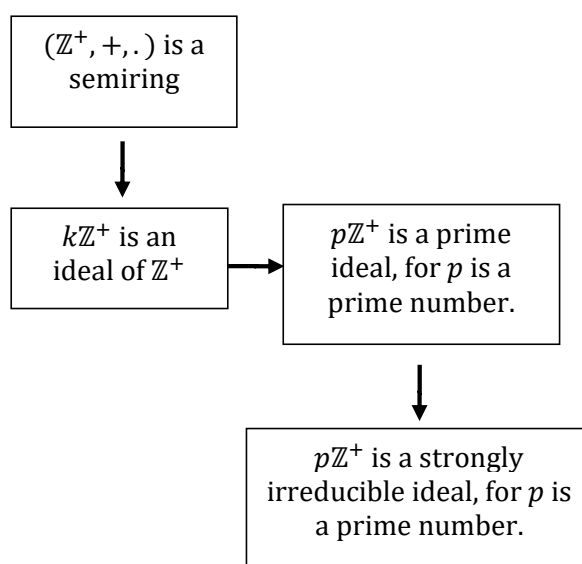 (ℤ⁺, +, .) is a
semiring
kℤ⁺ is an
ideal of ℤ⁺
pℤ⁺ is a prime
ideal, for p is a
prime number.
pℤ⁺ is a strongly
irreducible ideal, for p is
a prime number.